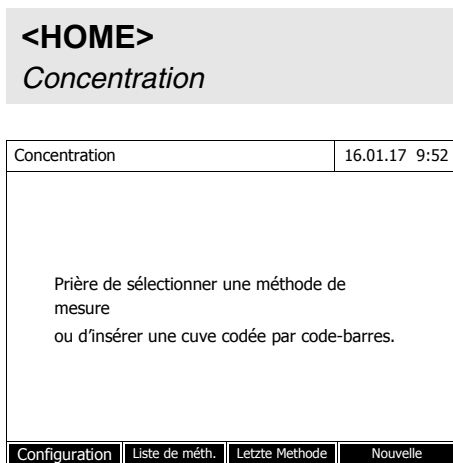 <HOME>
Concentration
Concentration
16.01.17 9:52
Prière de sélectionner une méthode de
mesure
ou d'insérer une cuve codée par code-barres.
Configuration
Liste de méth.
Letzte Methode
Nouvelle